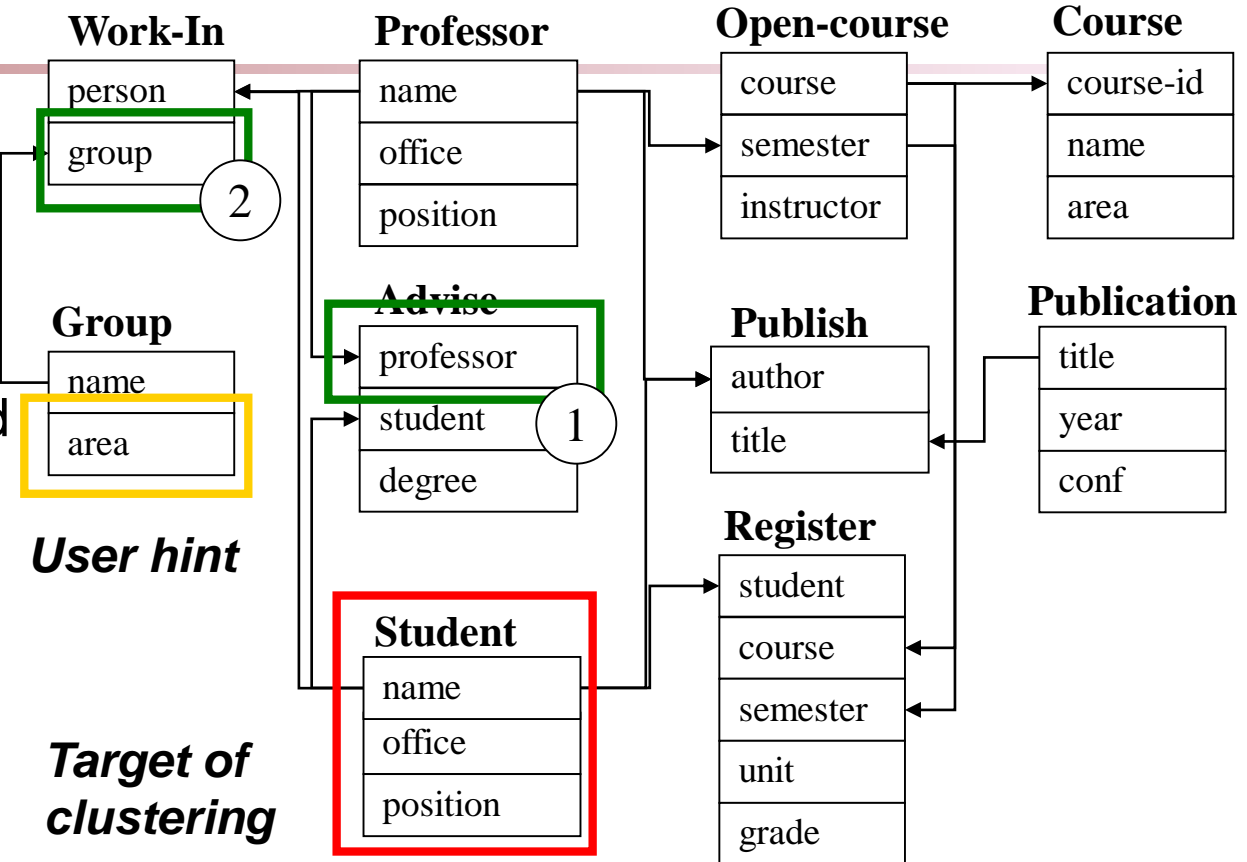 Work-In
person
group
2
Professor
name
office
position
Open-course
course
semester
instructor
Course
course-id
name
area
Group
name
area
d
User hint
Advise
professor
student
degree
1
Publish
author
title
Publication
title
year
conf
Target of
clustering
Student
name
office
position
Register
student
course
semester
unit
grade